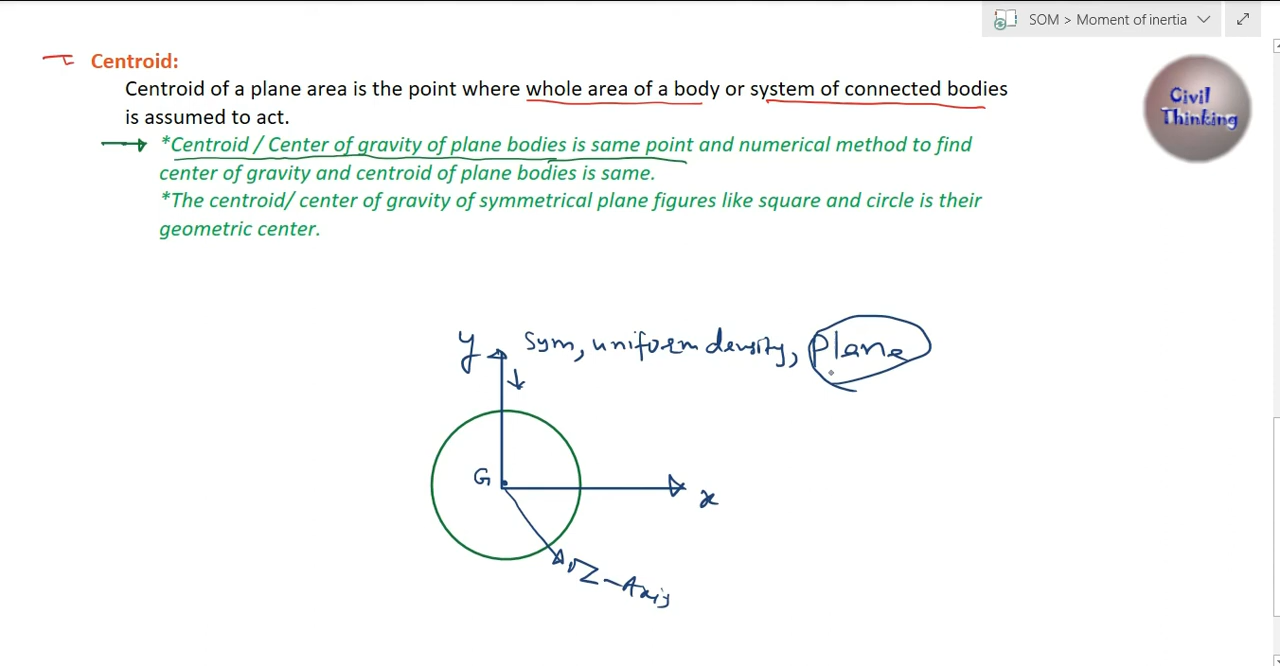 SOM > Moment of inertia
Centroid:
Centroid of a plane area is the point where whole area of a body or system of connected bodies
is assumed to act.
*Centroid / Center of gravity of plane bodies is same point and numerical method to find
center of gravity and centroid of plane bodies is same.
*The centroid/ center of gravity of symmetrical plane figures like square and circle is their
geometric center.
Civil
Thinking
y sym, uniform density, plane
G
x
Z-Axis